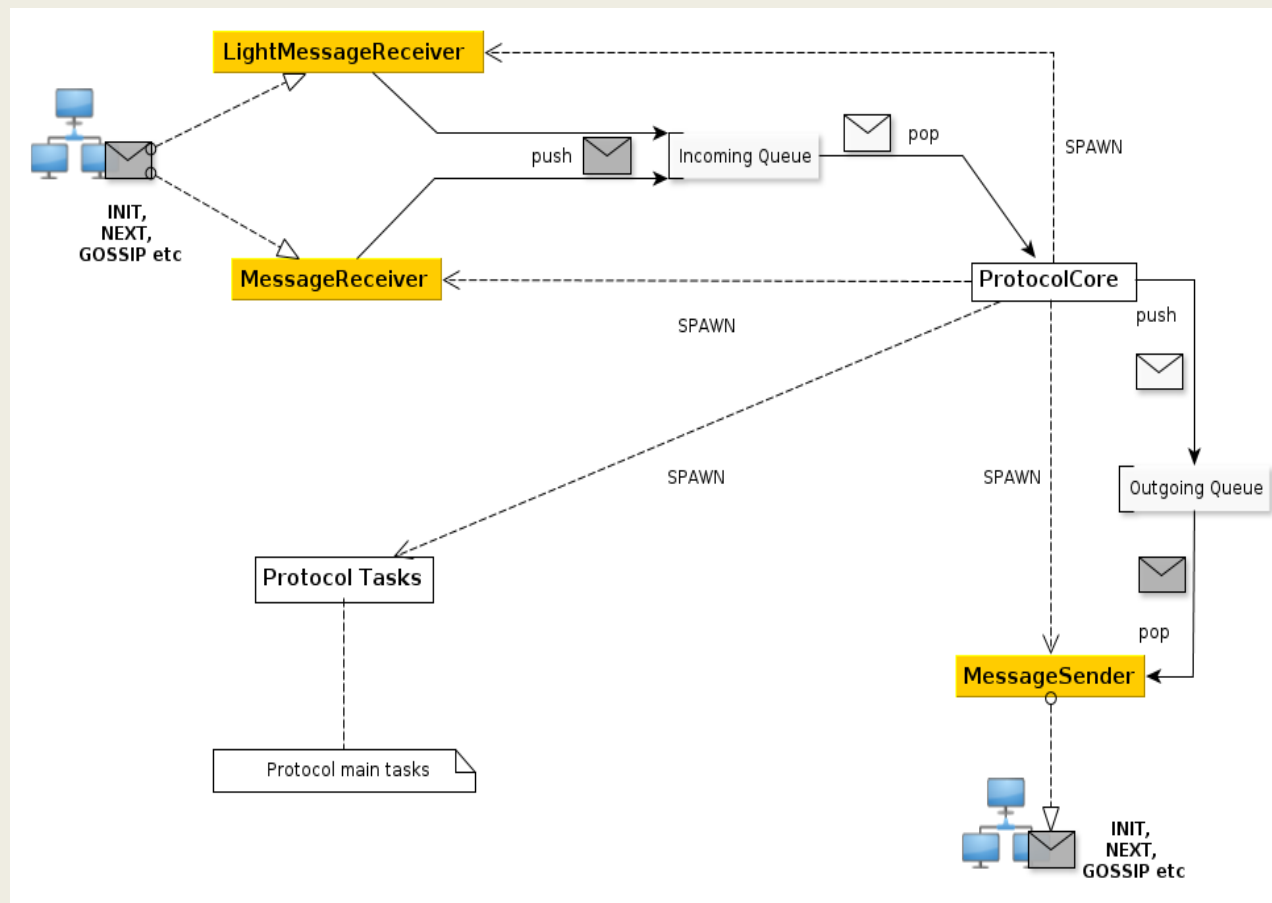 LightMessageReceiver
pop
push
Incoming Queue
SPAWN
INIT,
NEXT,
GOSSIP etc
MessageReceiver
ProtocolCore
push
SPAWN
SPAWN
SPAWN
Outgoing Queue
Protocol Tasks
pop
MessageSender
Protocol main tasks
INIT,
NEXT,
GOSSIP etc